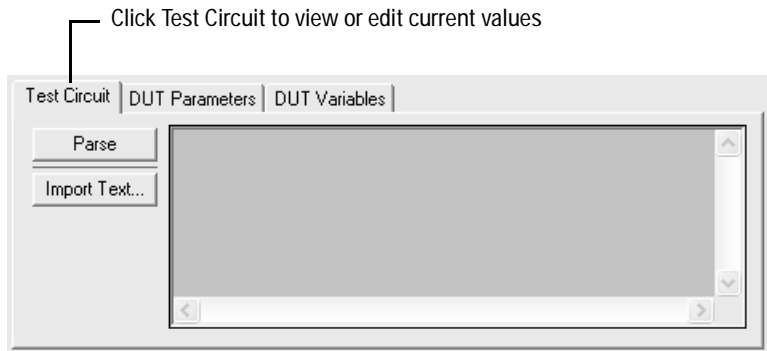 Click Test Circuit to view or edit current values
Test Circuit DUT Parameters DUT Variables
Parse
Import Text...